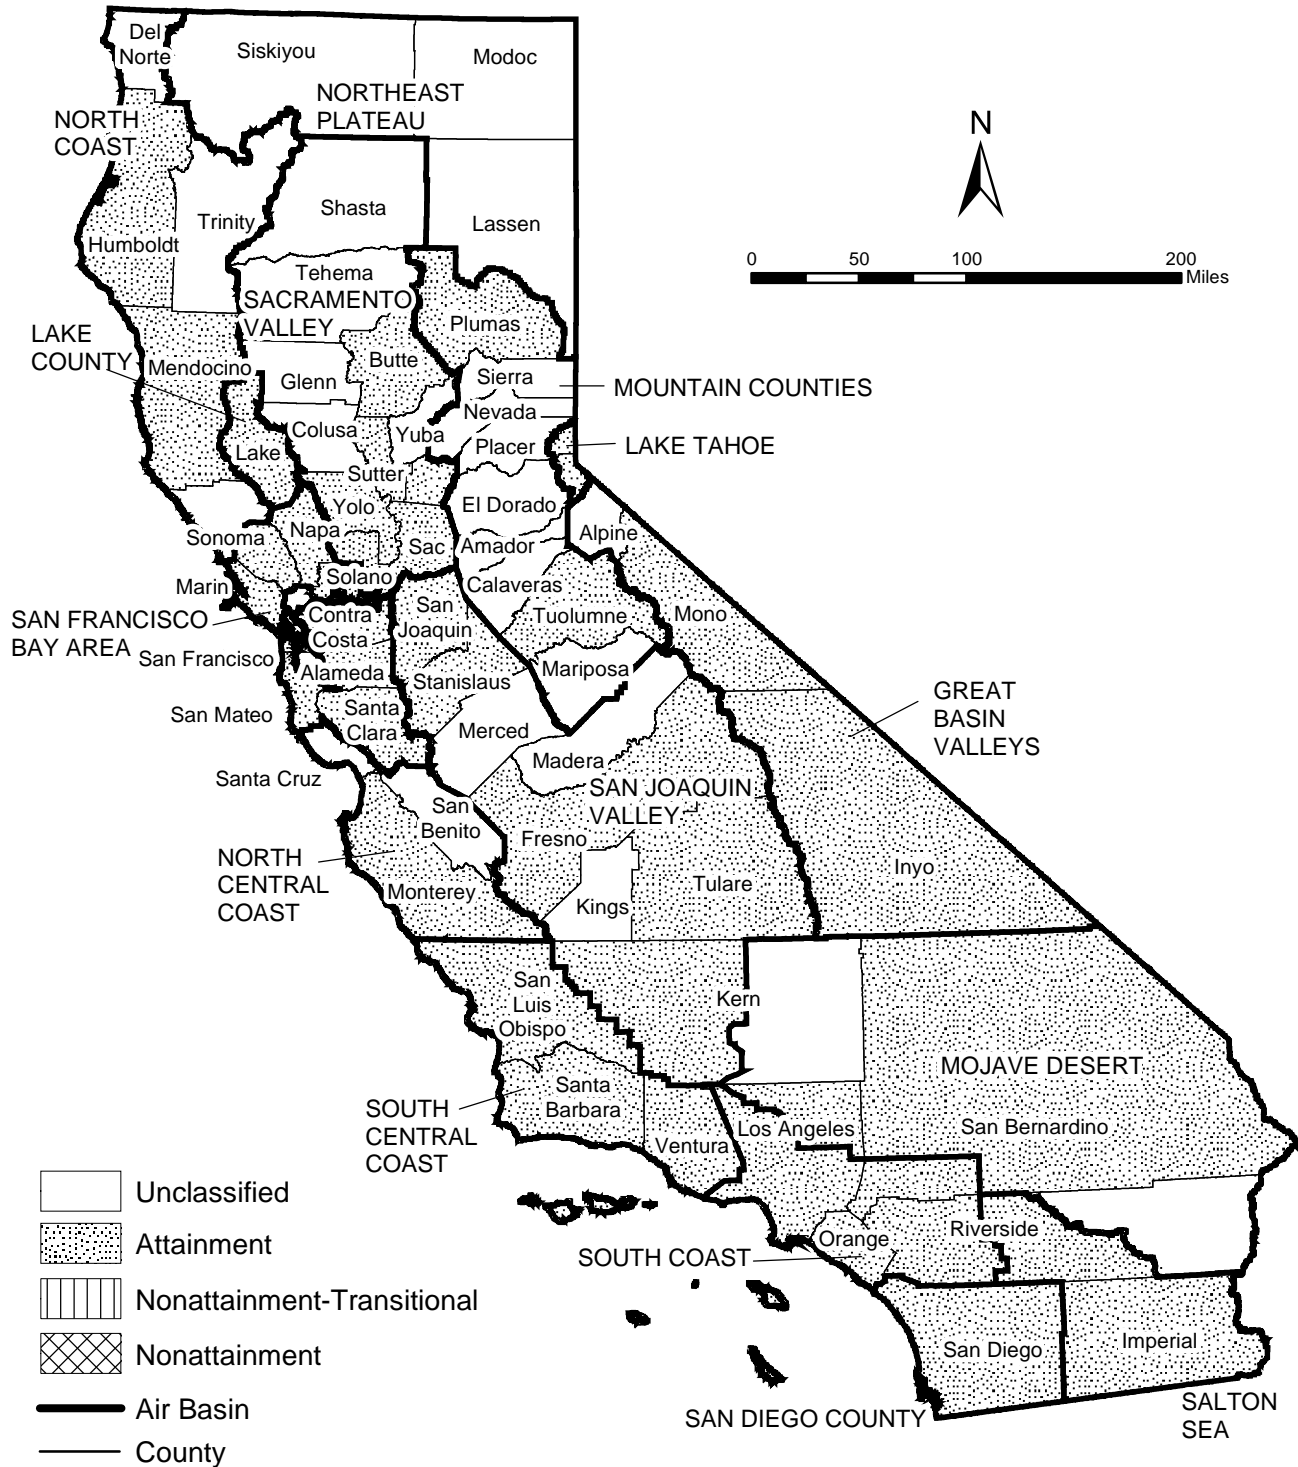 Del
Norte
Siskiyou
Modoc
NORTHEAST
PLATEAU
NORTH
COAST
N
Trinity
Shasta
Lassen
Humboldt
0 50 100 200
Miles
Tehema
SACRAMENTO
VALLEY
Plumas
LAKE
COUNTY
Mendocino
Butte
Glenn
Sierra
MOUNTAIN COUNTIES
Nevada
Colusa
Yuba
Placer
LAKE TAHOE
Lake
Sutter
Yolo
El Dorado
Napa
Sonoma
Sac
Amador
Alpine
Solano
Calaveras
Marin
SAN FRANCISCO
BAY AREA
Contra
Costa
San
Joaquin
Tuolumne
Mono
San Francisco
Alameda
Stanislaus
Mariposa
San Mateo
Santa
Clara
Merced
GREAT
BASIN
VALLEYS
Madera
Santa Cruz
SAN JOAQUIN
VALLEY
San
Benito
Fresno
NORTH
CENTRAL
COAST
Monterey
Kings
Tulare
Inyo
San
Luis
Obispo
Kern
MOJAVE DESERT
Santa
Barbara
SOUTH
CENTRAL
COAST
Ventura
Los Angeles
San Bernardino
Unclassified
Attainment
Nonattainment-Transitional
Nonattainment
Air Basin
County
Orange
Riverside
SOUTH COAST
San Diego
Imperial
SAN DIEGO COUNTY
SALTON
SEA